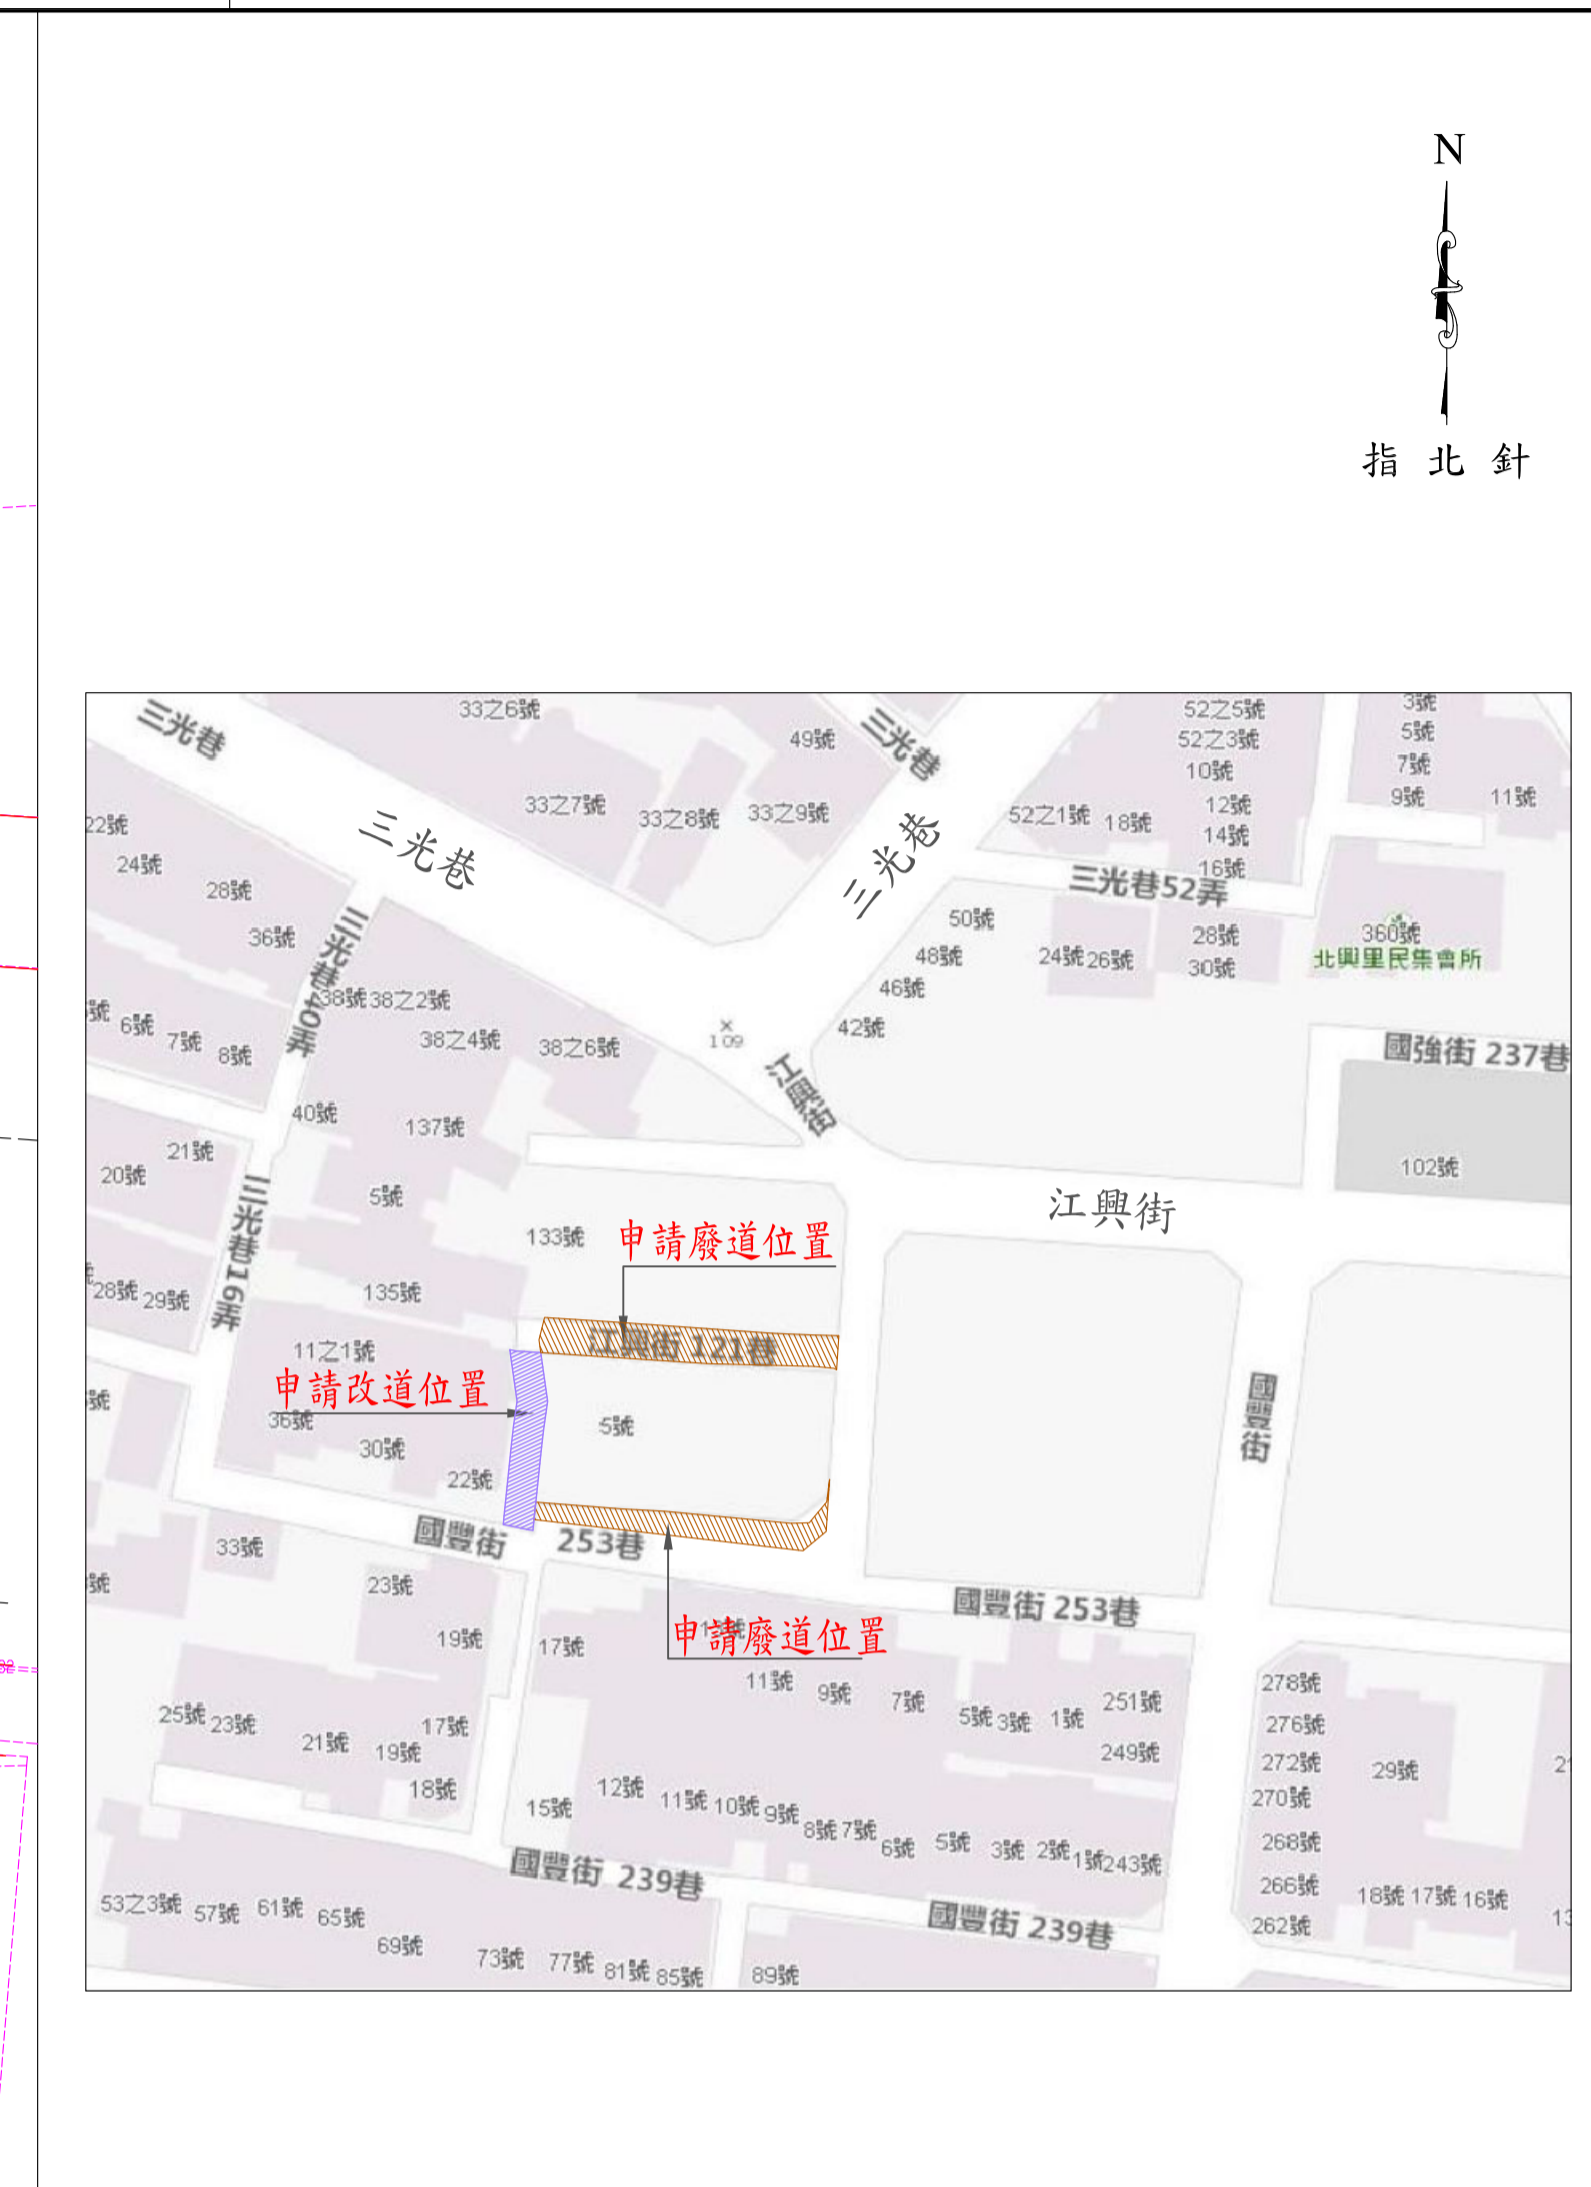 N
指北針
三光巷
33之6號
49號
三光巷
52之5號
52之3號
10號
3號
5號
7號
9號
11號
33之7號
33之8號
33之9號
52之1號
18號
12號
14號
16號
22號
24號
28號
36號
三光巷
三光巷
三光巷52弄
50號
48號
46號
42號
24號
26號
28號
30號
360號
北興里民集會所
三光巷40弄
38號
38之2號
38之4號
38之6號
109
江興街
國強街 237巷
6號
7號
8號
40號
137號
102號
21號
20號
5號
江興街
三光巷16弄
133號
申請廢道位置
28號
29號
135號
11之1號
江興街 121巷
申請改道位置
36號
30號
22號
5號
國豐街
國豐街
253巷
33號
23號
19號
國豐街 253巷
17號
申請廢道位置
11號
9號
7號
5號
3號
1號
251號
249號
278號
276號
272號
270號
268號
266號
262號
29號
25號
23號
21號
19號
17號
18號
15號
12號
11號
10號
9號
8號
7號
6號
5號
3號
2號
1號
243號
國豐街 239巷
國豐街 239巷
18號
17號
16號
53之3號
57號
61號
65號
69號
73號
77號
81號
85號
89號